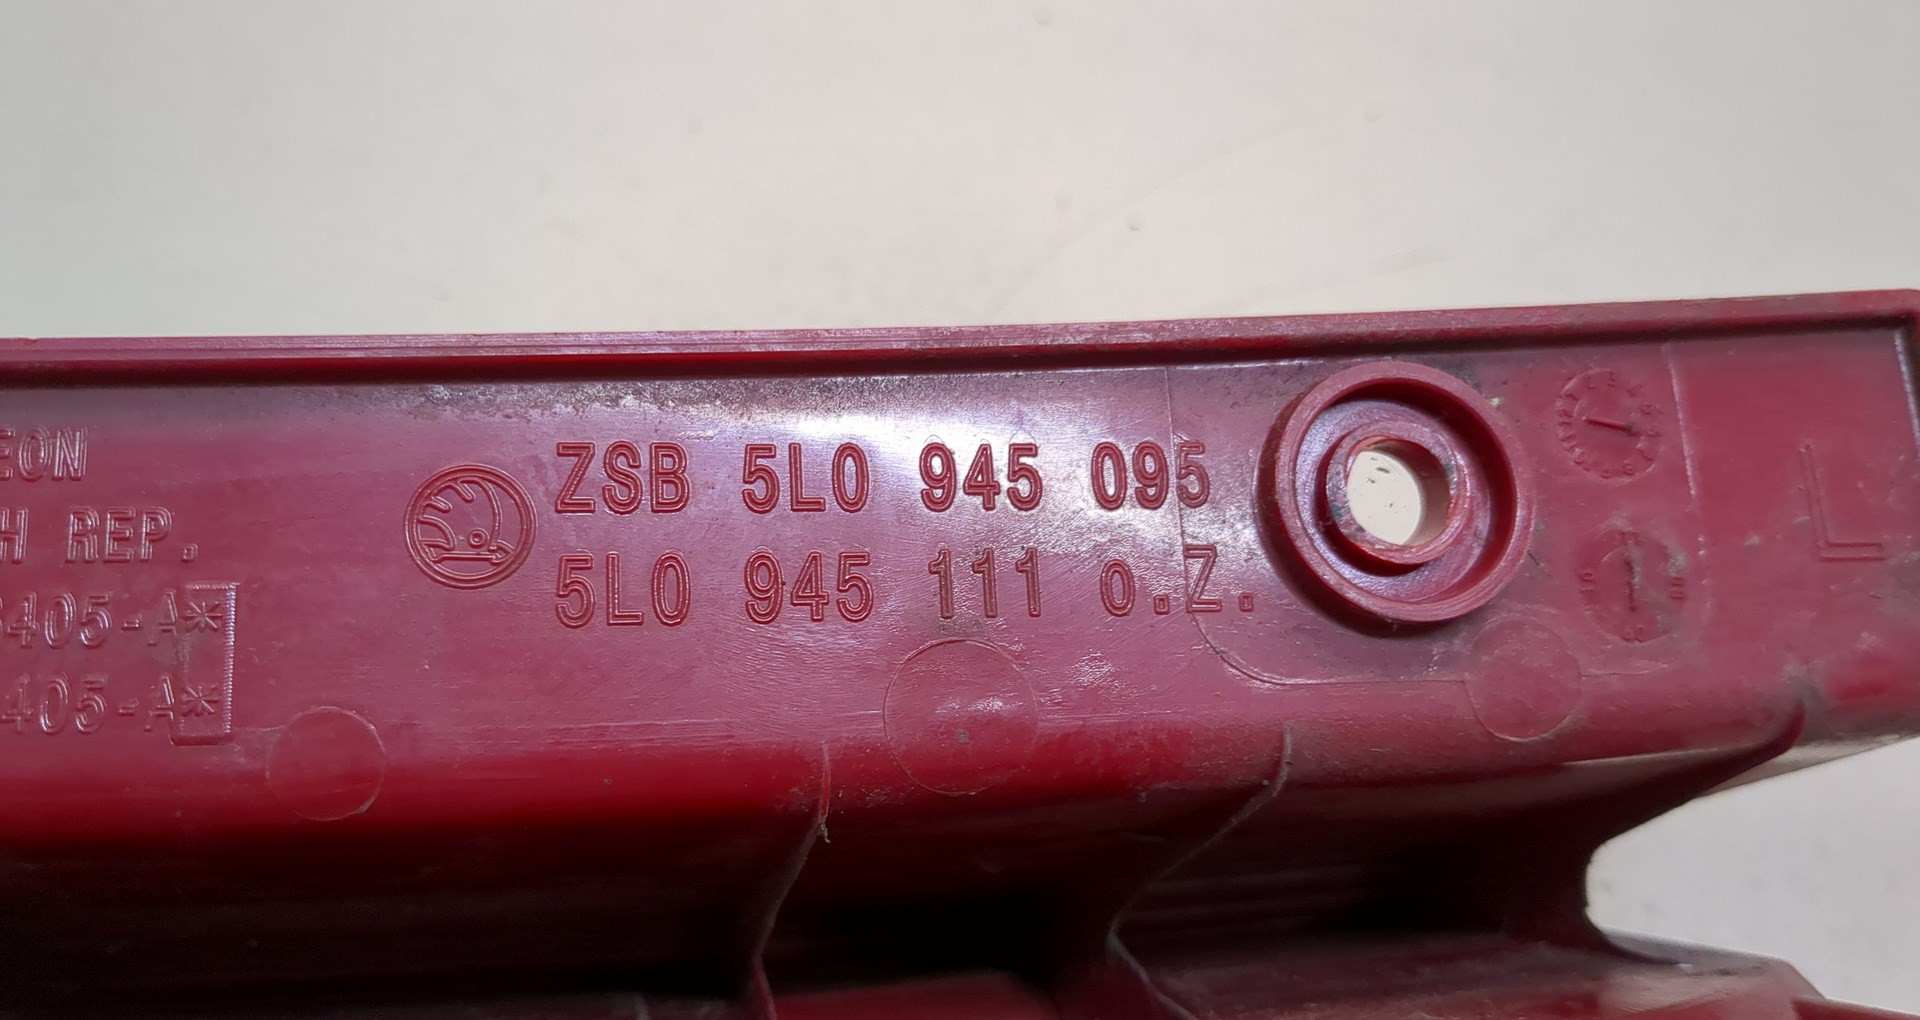 EON
H REP.
405-A*
405-A*
ZSB 5L0 945 095
5L0 945 111 o.Z.
L